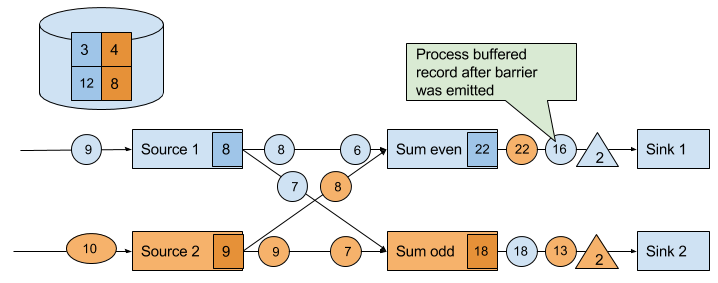 3 4
12 8
Process buffered
record after barrier
was emitted
9 Source 1 8 8 6 Sum even 22 22 16 2 Sink 1
7 8
10 Source 2 9 9 7 Sum odd 18 18 13 2 Sink 2